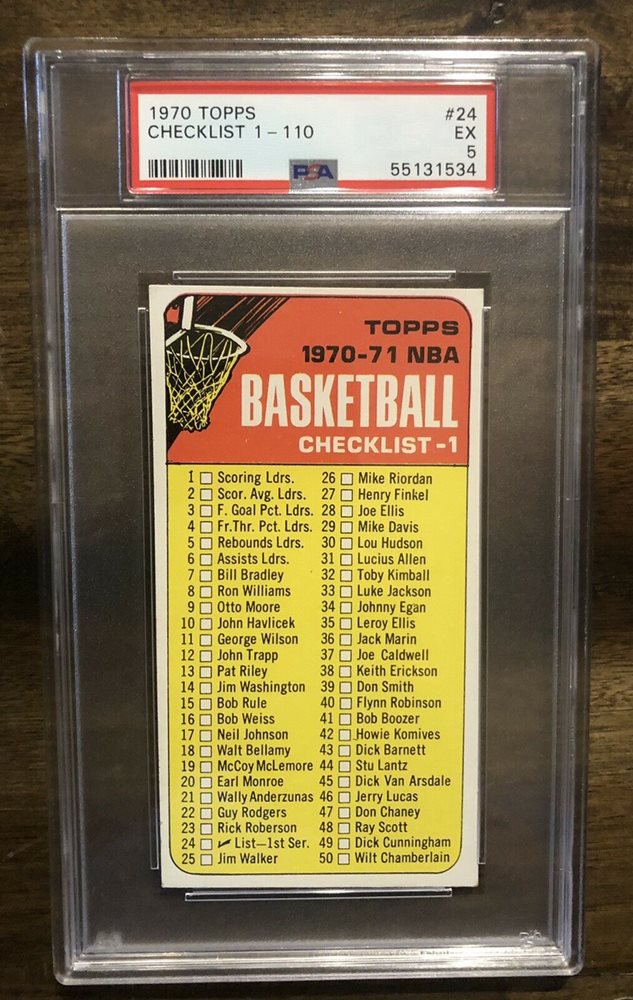 1970 TOPPS #24
CHECKLIST 1-110 EX
5
PSA 55131534
TOPPS
1970-71 NBA
BASKETBALL
CHECKLIST-1
1 Scoring Ldrs. 26 Mike Riordan
2 Scor. Avg. Ldrs. 27 Henry Finkel
3 F. Goal Pct. Ldrs. 28 Joe Ellis
4 Fr.Thr. Pct. Ldrs. 29 Mike Davis
5 Rebounds Ldrs. 30 Lou Hudson
6 Assists Ldrs. 31 Lucius Allen
7 Bill Bradley 32 Toby Kimball
8 Ron Williams 33 Luke Jackson
9 Otto Moore 34 Johnny Egan
10 John Havlicek 35 Leroy Ellis
11 George Wilson 36 Jack Marin
12 John Trapp 37 Joe Caldwell
13 Pat Riley 38 Keith Erickson
14 Jim Washington 39 Don Smith
15 Bob Rule 40 Flynn Robinson
16 Bob Weiss 41 Bob Boozer
17 Neil Johnson 42 Howie Komives
18 Walt Bellamy 43 Dick Barnett
19 McCoy McLemore 44 Stu Lantz
20 Earl Monroe 45 Dick Van Arsdale
21 Wally Anderzunas 46 Jerry Lucas
22 Guy Rodgers 47 Don Chaney
23 Rick Roberson 48 Ray Scott
24 List—1st Ser. 49 Dick Cunningham
25 Jim Walker 50 Wilt Chamberlain